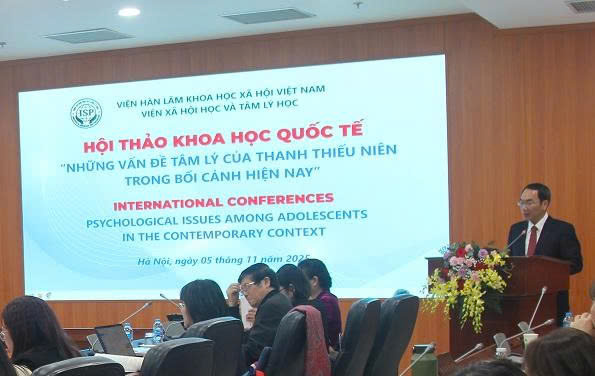 VIỆN HÀN LÂM KHOA HỌC XÃ HỘI VIỆT NAM
VIỆN XÃ HỘI HỌC VÀ TÂM LÝ HỌC
ISP
HỘI THẢO KHOA HỌC QUỐC TẾ
“NHỮNG VẤN ĐỀ TÂM LÝ CỦA THANH THIẾU NIÊN
TRONG BỐI CẢNH HIỆN NAY”
INTERNATIONAL CONFERENCES
PSYCHOLOGICAL ISSUES AMONG ADOLESCENTS
IN THE CONTEMPORARY CONTEXT
Hà Nội, ngày 05 tháng 11 năm 2025